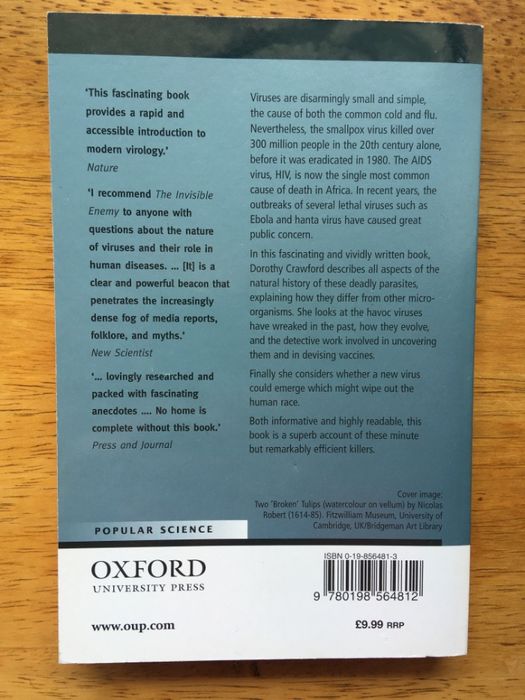 'This fascinating book
provides a rapid and
accessible introduction to
modern virology.'
Nature
'I recommend The Invisible
Enemy to anyone with
questions about the nature
of viruses and their role in
human diseases. ... [It] is a
clear and powerful beacon that
penetrates the increasingly
dense fog of media reports,
folklore, and myths.'
New Scientist
'... lovingly researched and
packed with fascinating
anecdotes .... No home is
complete without this book.'
Press and Journal
Viruses are disarmingly small and simple,
the cause of both the common cold and flu.
Nevertheless, the smallpox virus killed over
300 million people in the 20th century alone,
before it was eradicated in 1980. The AIDS
virus, HIV, is now the single most common
cause of death in Africa. In recent years, the
outbreaks of several lethal viruses such as
Ebola and hanta virus have caused great
public concern.
In this fascinating and vividly written book,
Dorothy Crawford describes all aspects of the
natural history of these deadly parasites,
explaining how they differ from other micro-
organisms. She looks at the havoc viruses
have wreaked in the past, how they evolve,
and the detective work involved in uncovering
them and in devising vaccines.
Finally she considers whether a new virus
could emerge which might wipe out the
human race.
Both informative and highly readable, this
book is a superb account of these minute
but remarkably efficient killers.
Cover image:
Two 'Broken' Tulips (watercolour on vellum) by Nicolas
Robert (1614-85). Fitzwilliam Museum, University of
Cambridge, UK/Bridgeman Art Library
POPULAR SCIENCE
OXFORD
UNIVERSITY PRESS
www.oup.com
ISBN 0-19-856481-3
9 780198 564812
£9.99 RRP